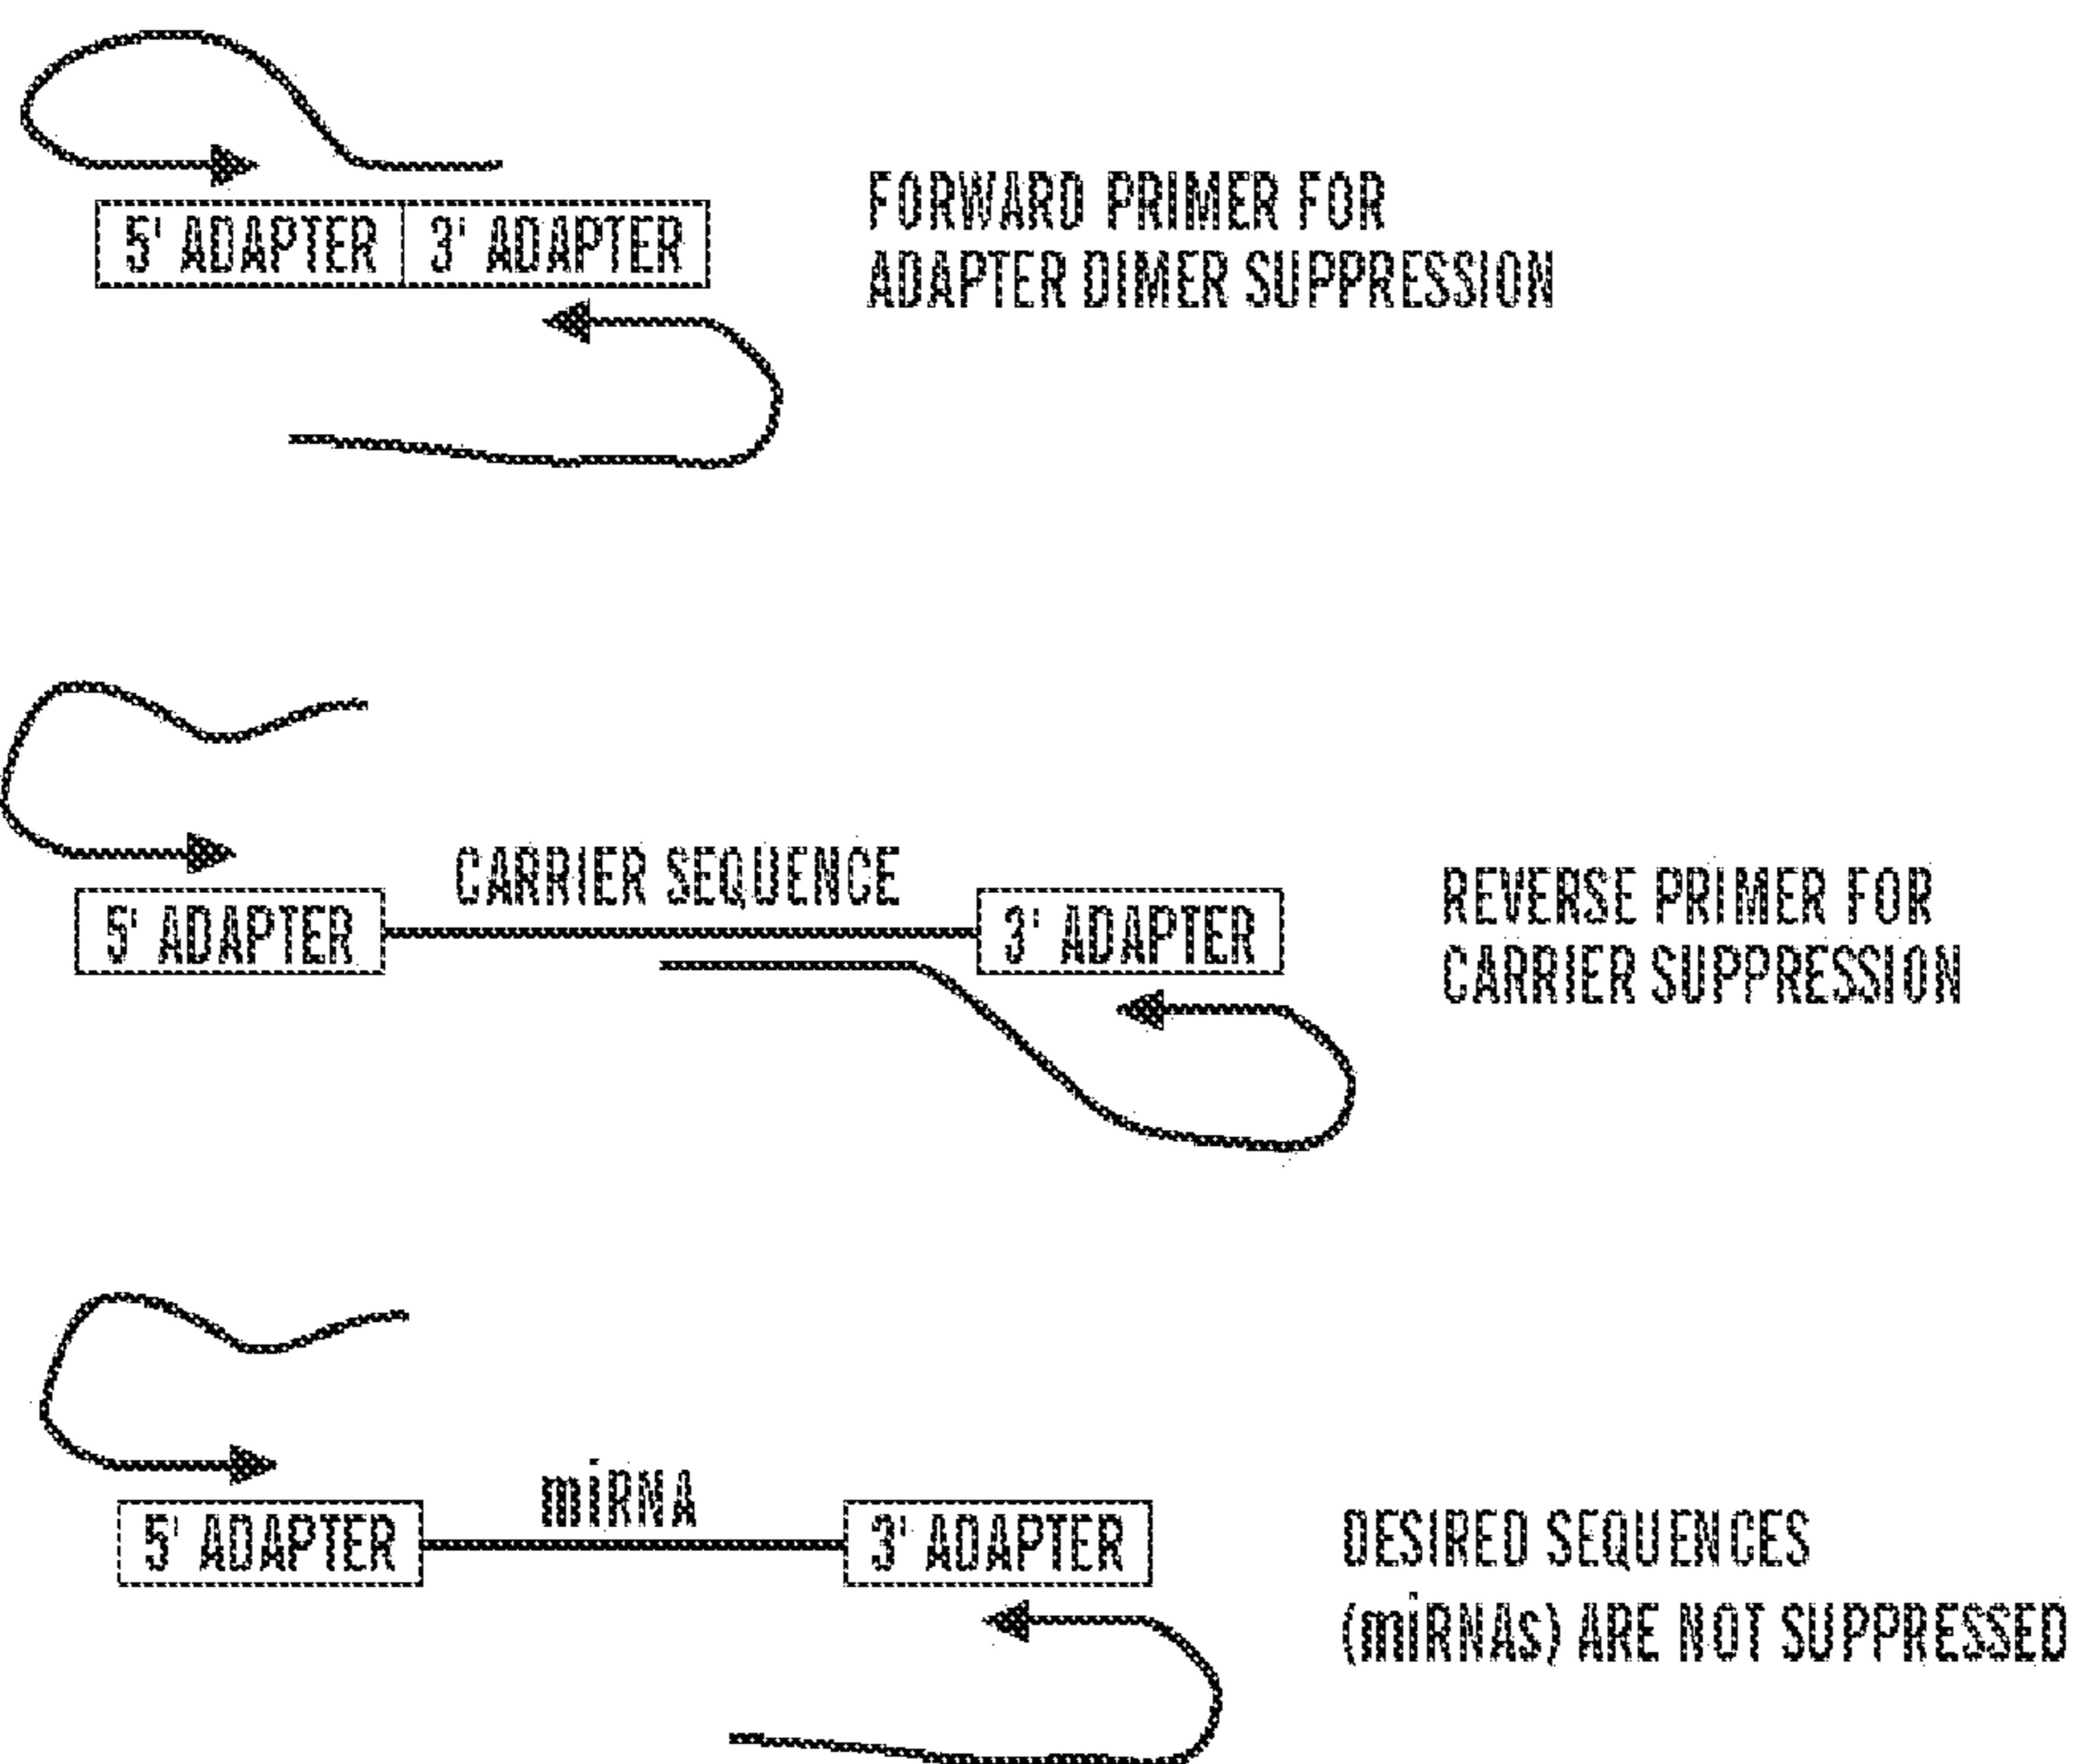 FORWARD PRIMER FOR
ADAPTER DIMER SUPPRESSION
5' ADAPTER 3' ADAPTER
CARRIER SEQUENCE
5' ADAPTER 3' ADAPTER
REVERSE PRIMER FOR
CARRIER SUPPRESSION
miRNA
5' ADAPTER 3' ADAPTER
DESIRED SEQUENCES
(miRNAs) ARE NOT SUPPRESSED